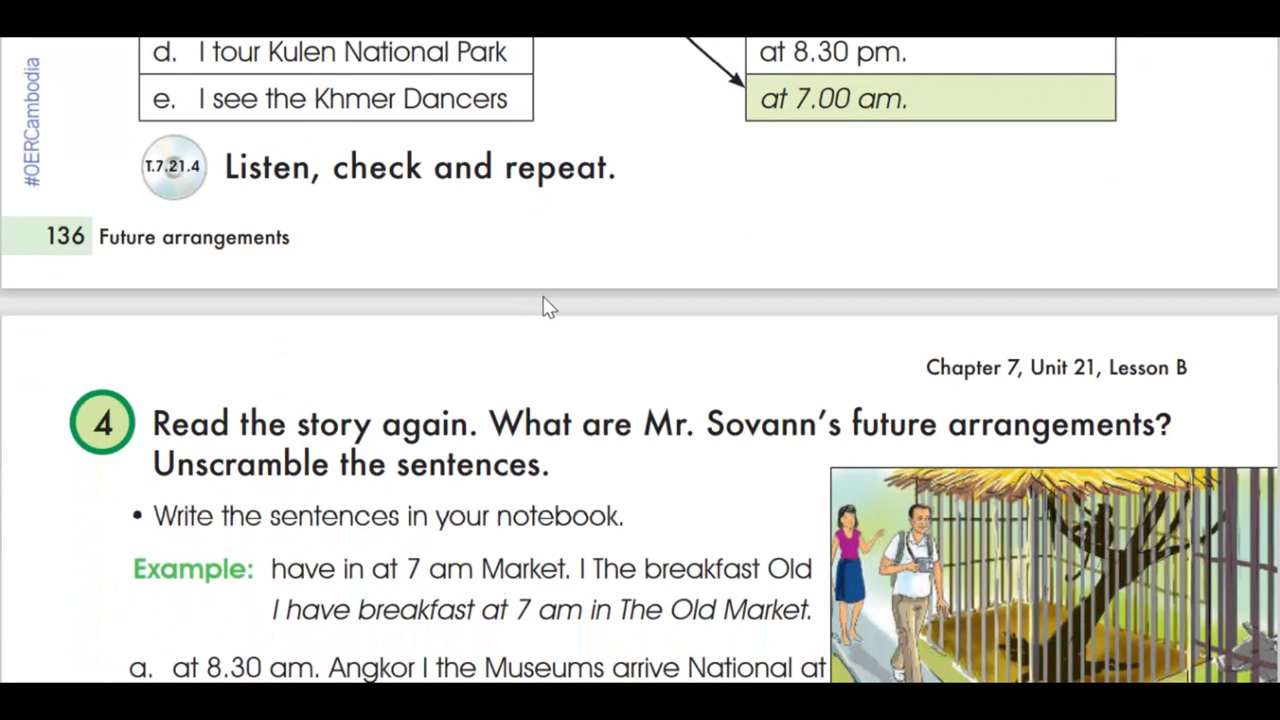 #OERCambodia
d. I tour Kulen National Park
at 8.30 pm.
e. I see the Khmer Dancers
at 7.00 am.
T.7.21.4 Listen, check and repeat.
136 Future arrangements
Chapter 7, Unit 21, Lesson B
4 Read the story again. What are Mr. Sovann's future arrangements?
Unscramble the sentences.
• Write the sentences in your notebook.
Example: have in at 7 am Market. I The breakfast Old
I have breakfast at 7 am in The Old Market.
a. at 8.30 am. Angkor I the Museums arrive National at